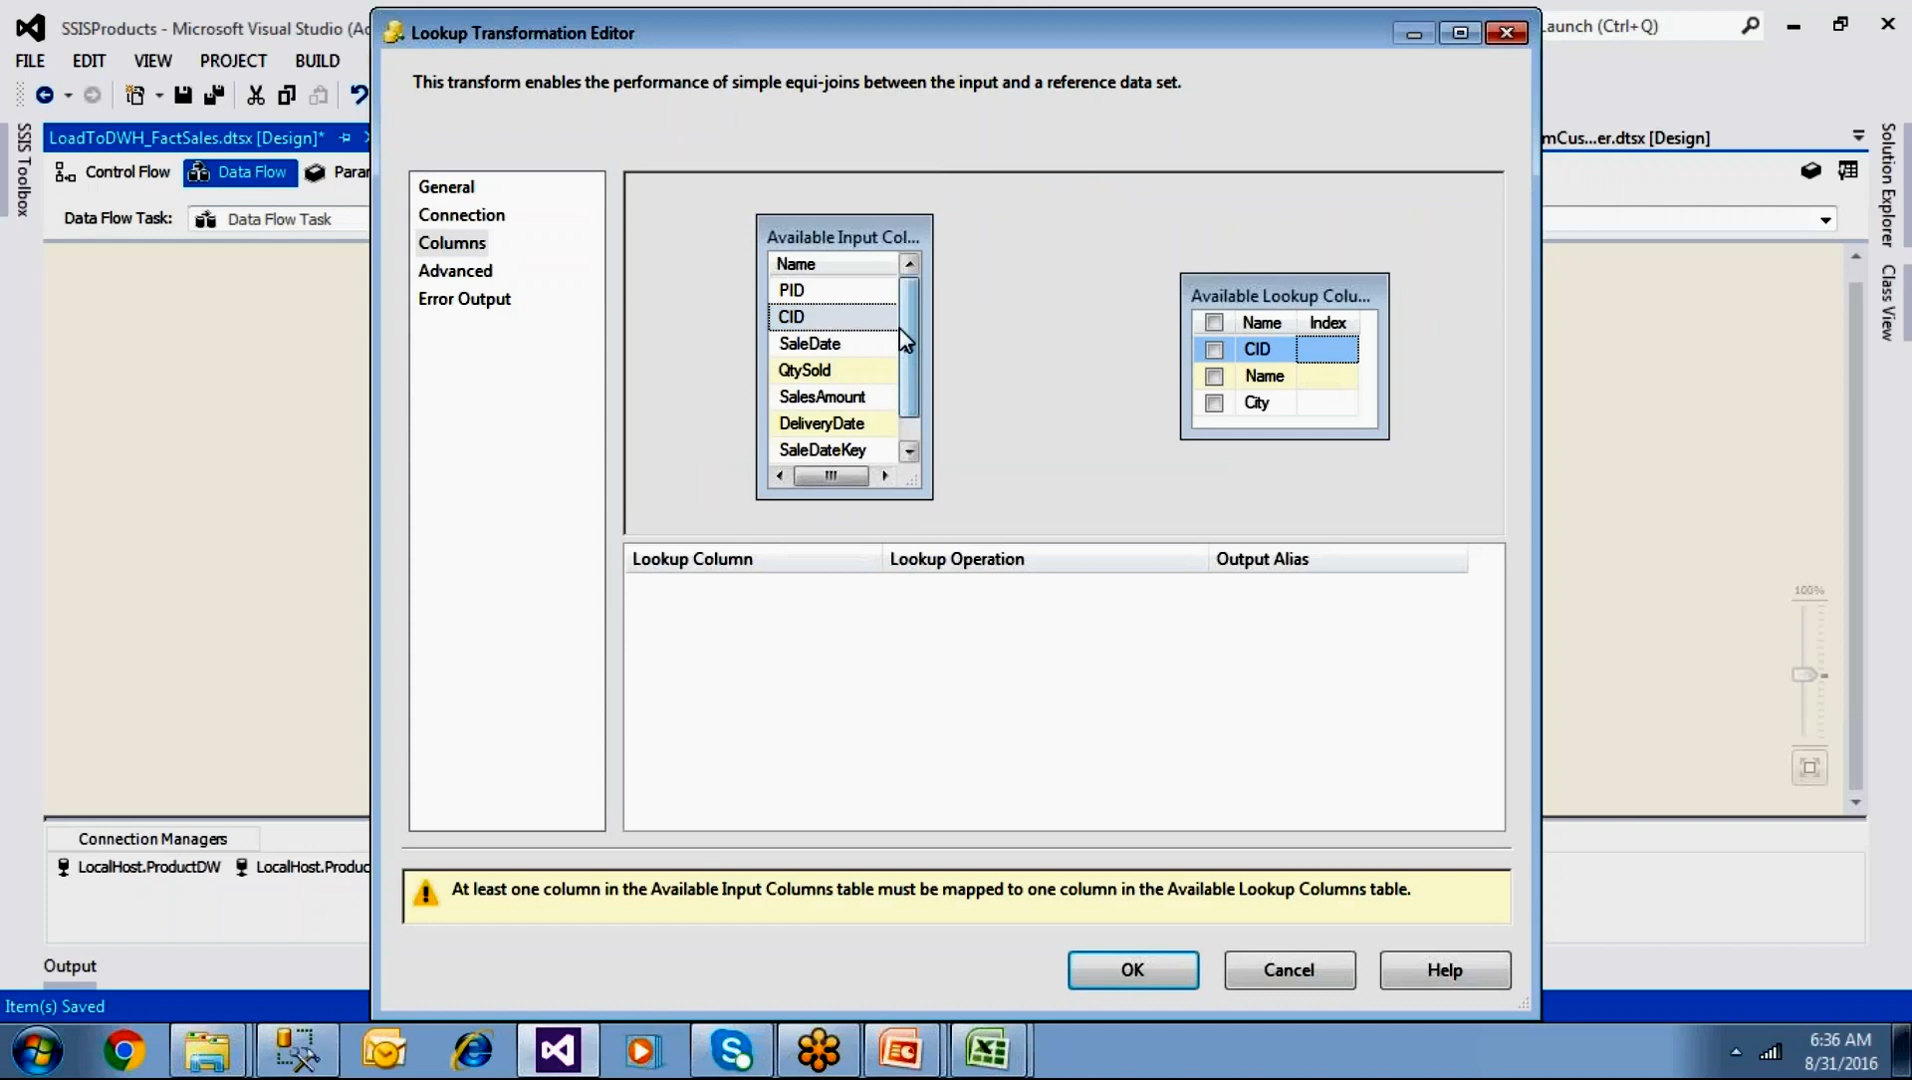 SSISProducts - Microsoft Visual Studio (Ac
Lookup Transformation Editor
Launch (Ctrl+Q)
FILE EDIT VIEW PROJECT BUILD
This transform enables the performance of simple equi-joins between the input and a reference data set.
LoadToDWH_FactSales.dtsx [Design]*
mCus...er.dtsx [Design]
Control Flow Data Flow Paran
Data Flow Task: Data Flow Task
SSIS Toolbox
Solution Explorer
Class View
General
Connection
Columns
Advanced
Error Output
Available Input Col...
Name
PID
CID
SaleDate
QtySold
SalesAmount
DeliveryDate
SaleDateKey
Available Lookup Colu...
Name Index
CID
Name
City
Lookup Column Lookup Operation Output Alias
100%
Connection Managers
LocalHost.ProductDW LocalHost.Produc
At least one column in the Available Input Columns table must be mapped to one column in the Available Lookup Columns table.
OK Cancel Help
Output
Item(s) Saved
6:36 AM
8/31/2016